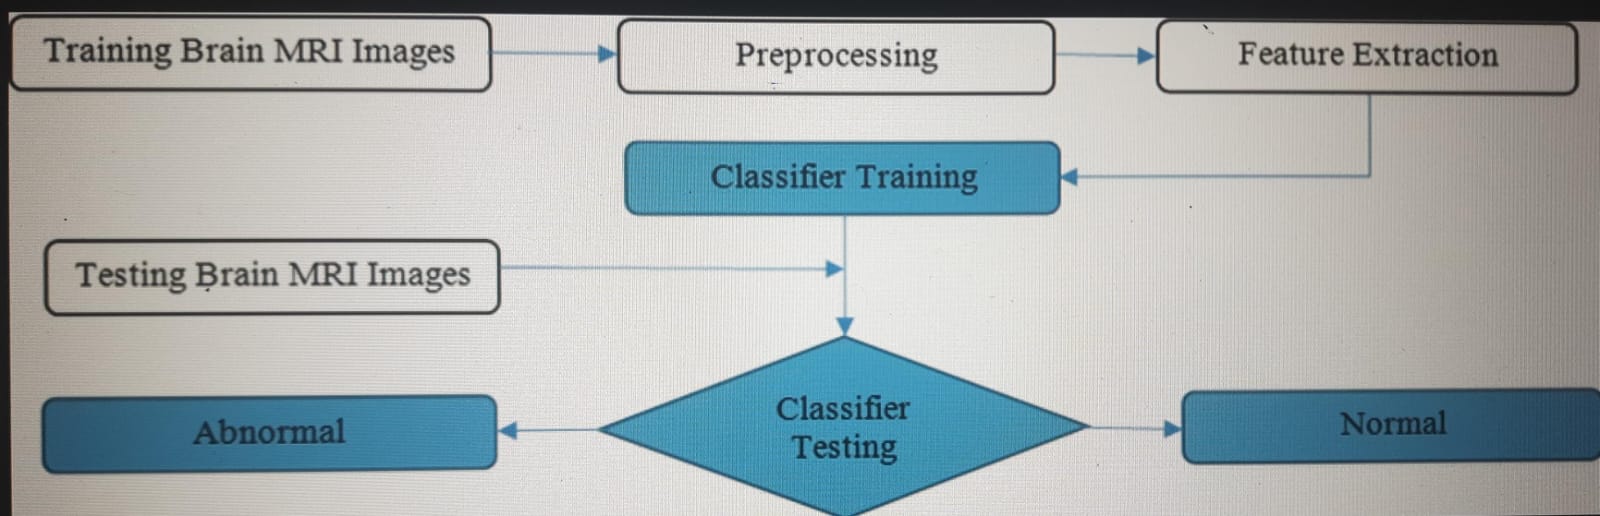 Training Brain MRI Images
Preprocessing
Feature Extraction
Classifier Training
Testing Brain MRI Images
Classifier
Testing
Abnormal
Normal